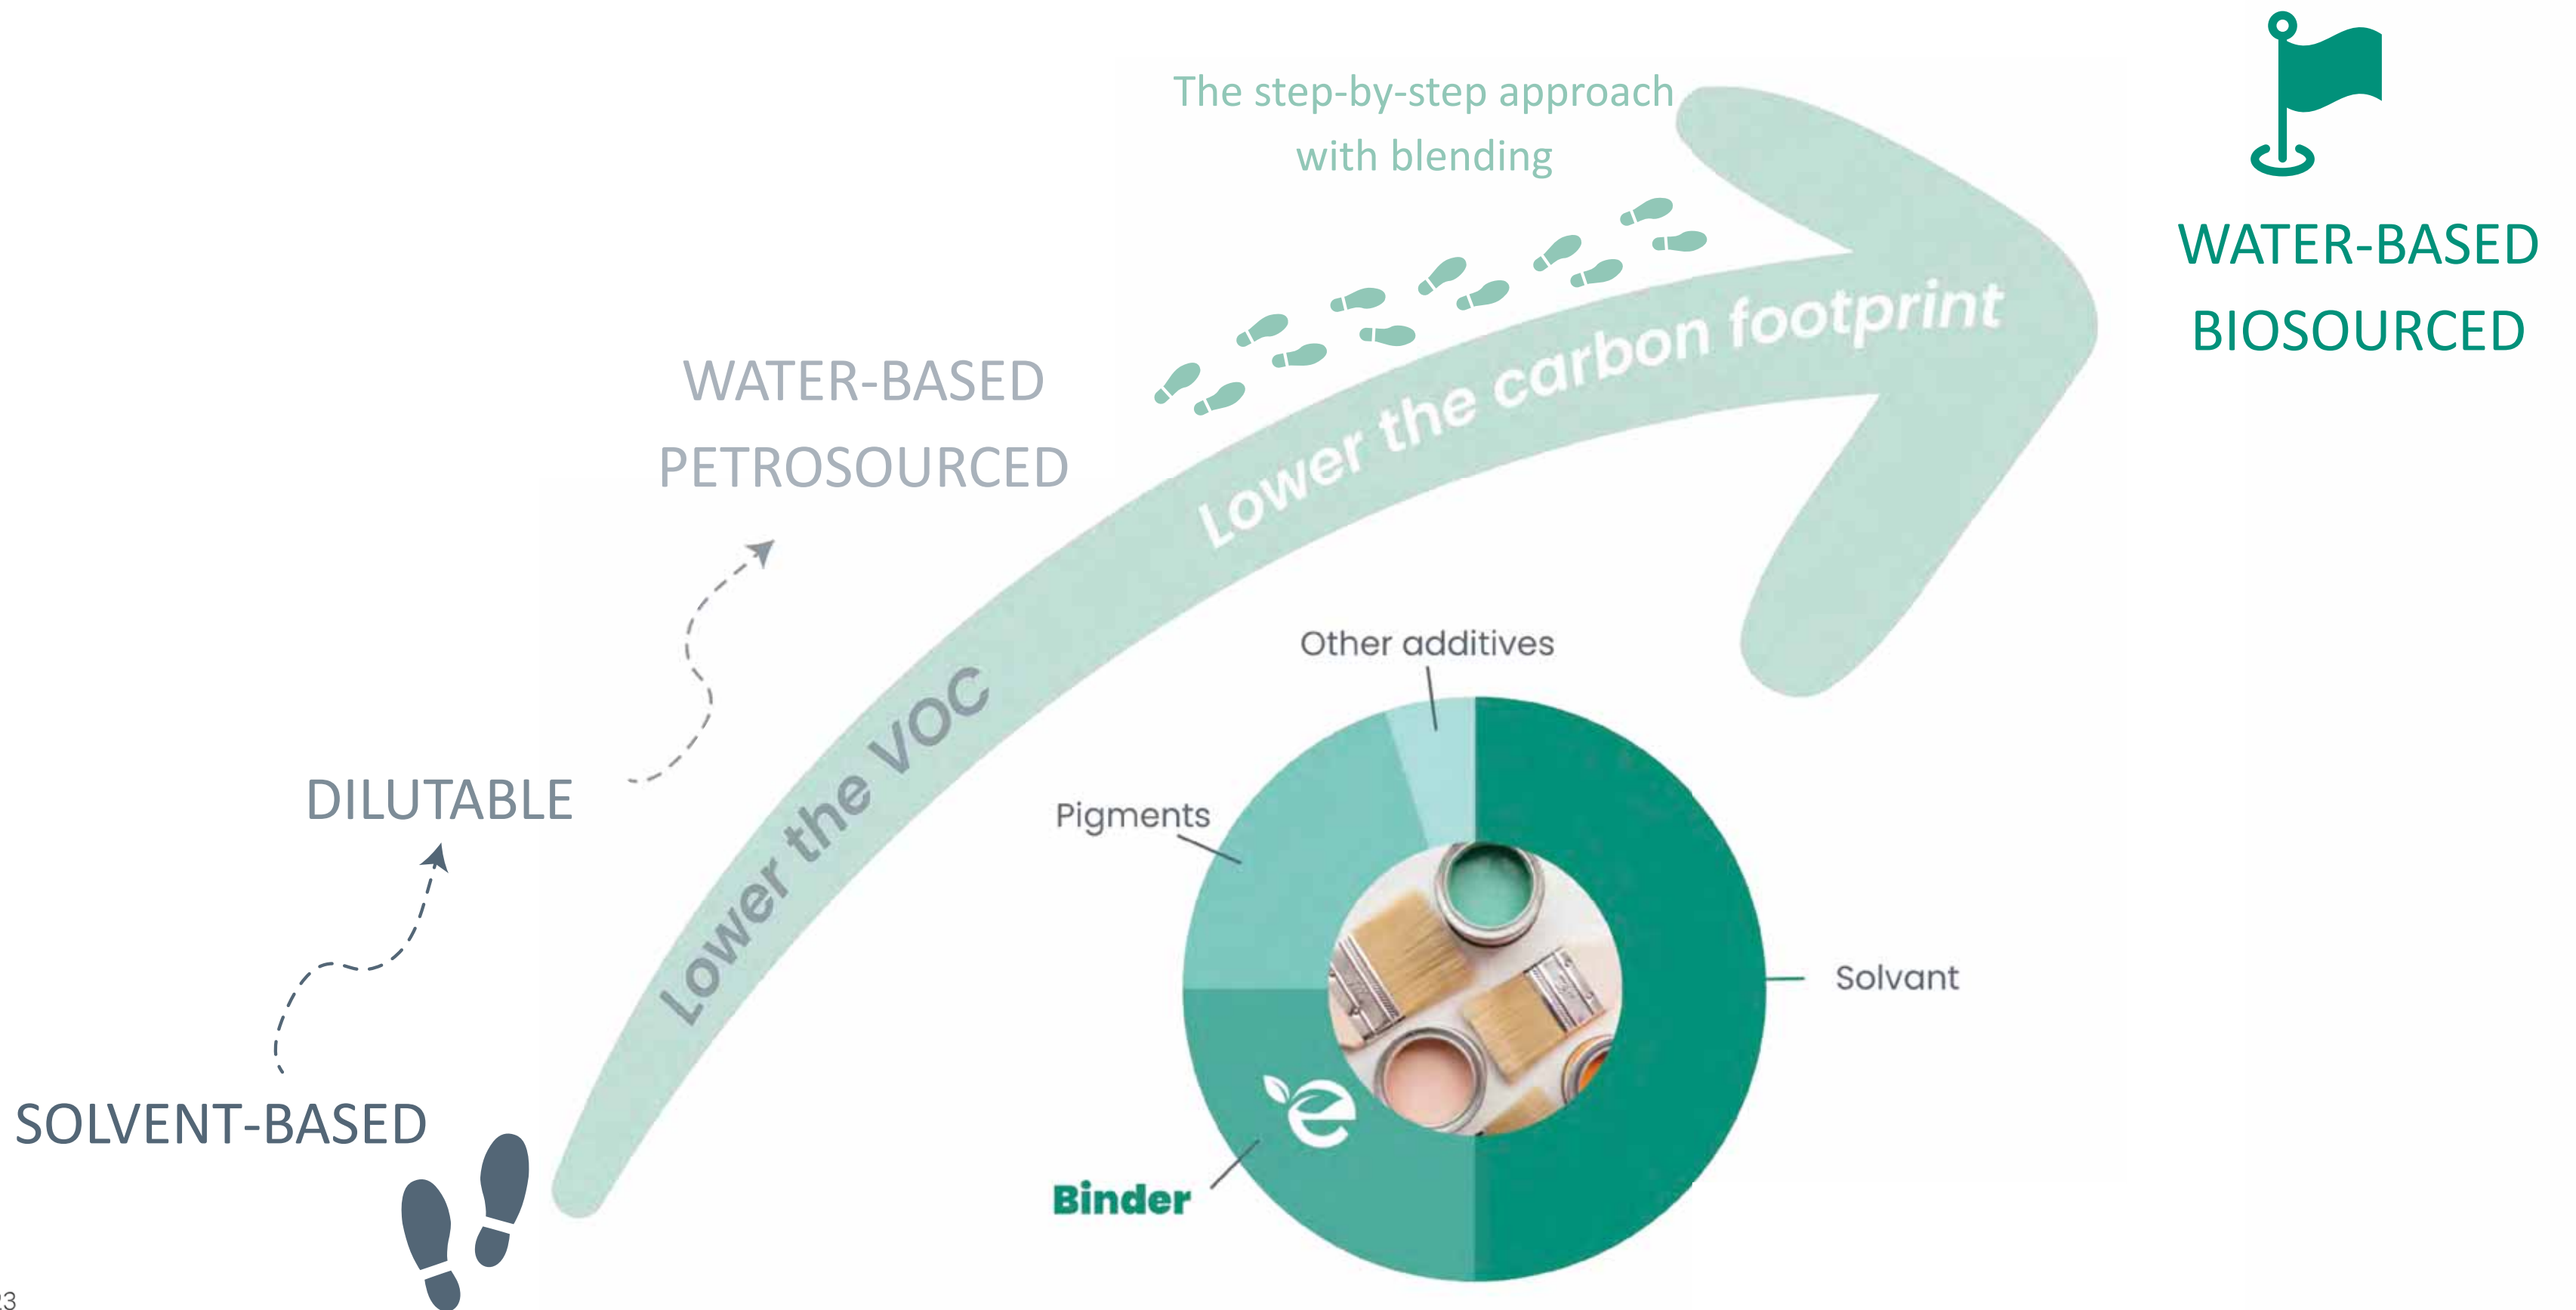 The step-by-step approach
with blending
WATER-BASED
BIOSOURCED
Lower the carbon footprint
WATER-BASED
PETROSOURCED
Lower the VOC
Other additives
DILUTABLE
Pigments
Solvant
SOLVENT-BASED
e
Binder